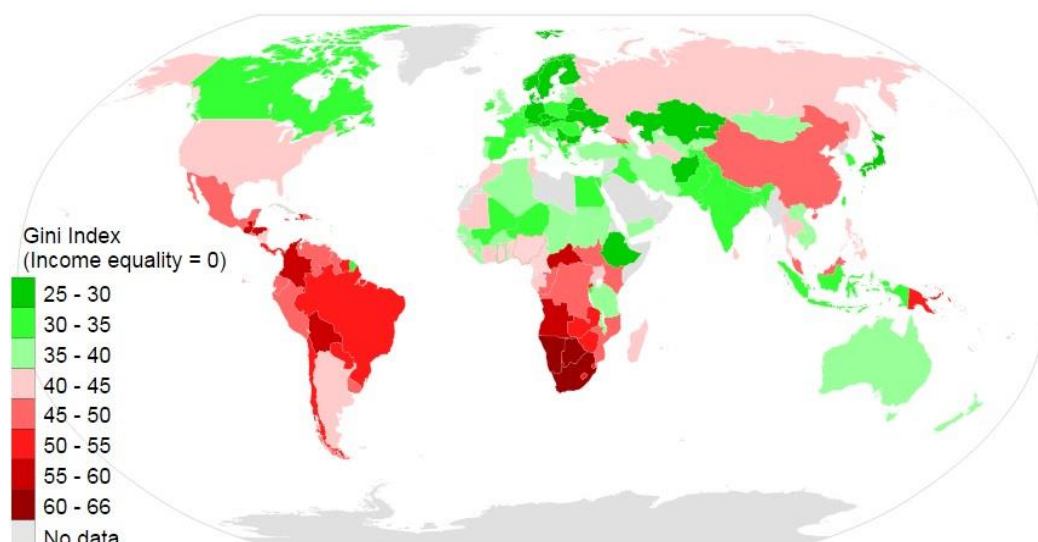 Gini Index
(Income equality = 0)
25 - 30
30 - 35
35 - 40
40 - 45
45 - 50
50 - 55
55 - 60
60 - 66
No data